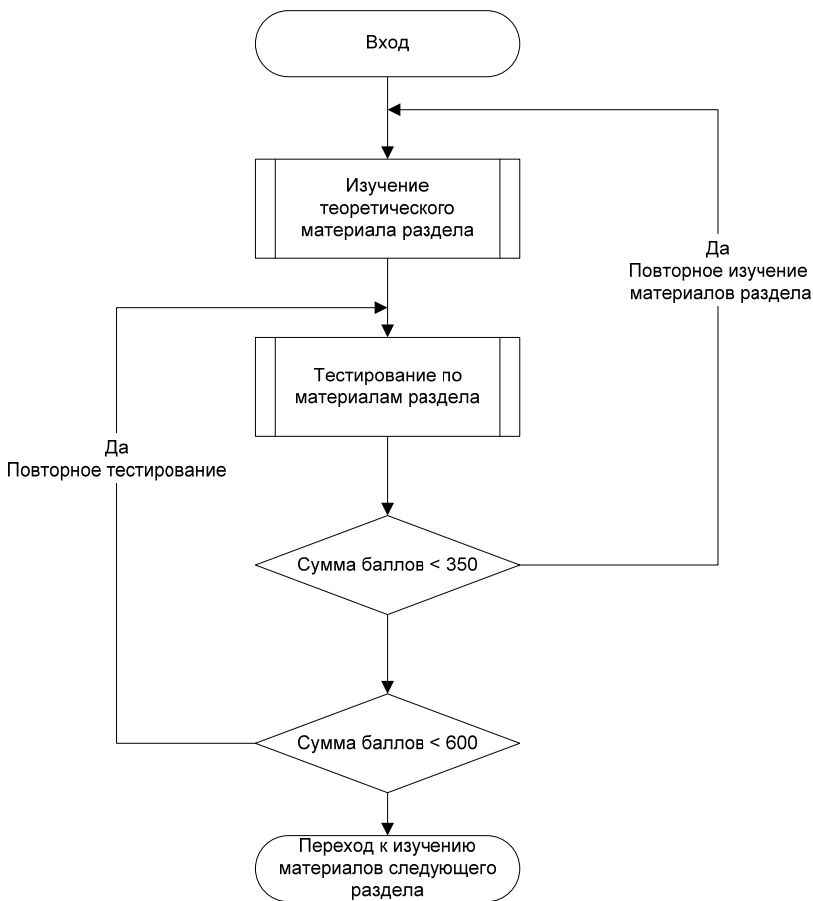 Вход
Изучение
теоретического
материала раздела
Да
Повторное изучение
материалов раздела
Тестирование по
материалам раздела
Да
Повторное тестирование
Сумма баллов < 350
Сумма баллов < 600
Переход к изучению
материалов следующего
раздела